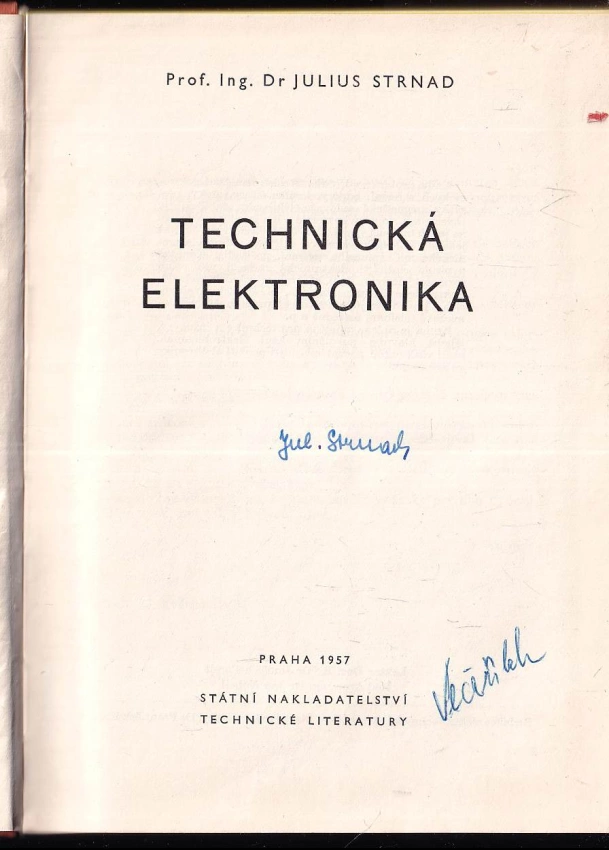 Prof. Ing. Dr JULIUS STRNAD
TECHNICKÁ
ELEKTRONIKA
Jul. Strnad
PRAHA 1957
STÁTNÍ NAKLADATELSTVÍ
TECHNICKÉ LITERATURY